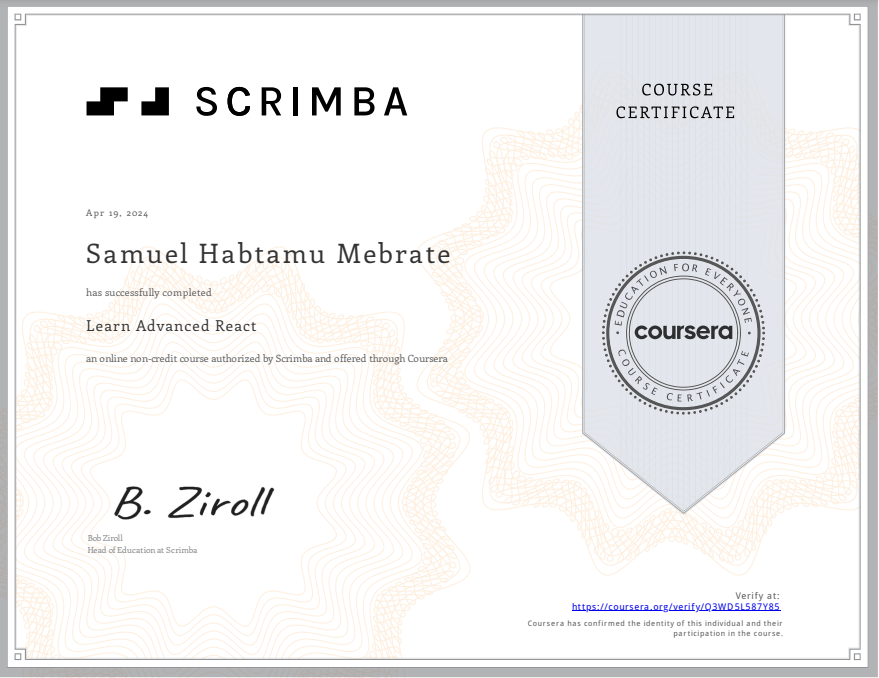 SCRIMBA
COURSE
CERTIFICATE
Apr 19, 2024
Samuel Habtamu Mebrate
has successfully completed
Learn Advanced React
an online non-credit course authorized by Scrimba and offered through Coursera
EDUCATION FOR EVERYONE
coursera
COURSE CERTIFICATE
B. Ziroll
Bob Ziroll
Head of Education at Scrimba
Verify at:
https://coursera.org/verify/Q3WD5L587Y85
Coursera has confirmed the identity of this individual and their
participation in the course.